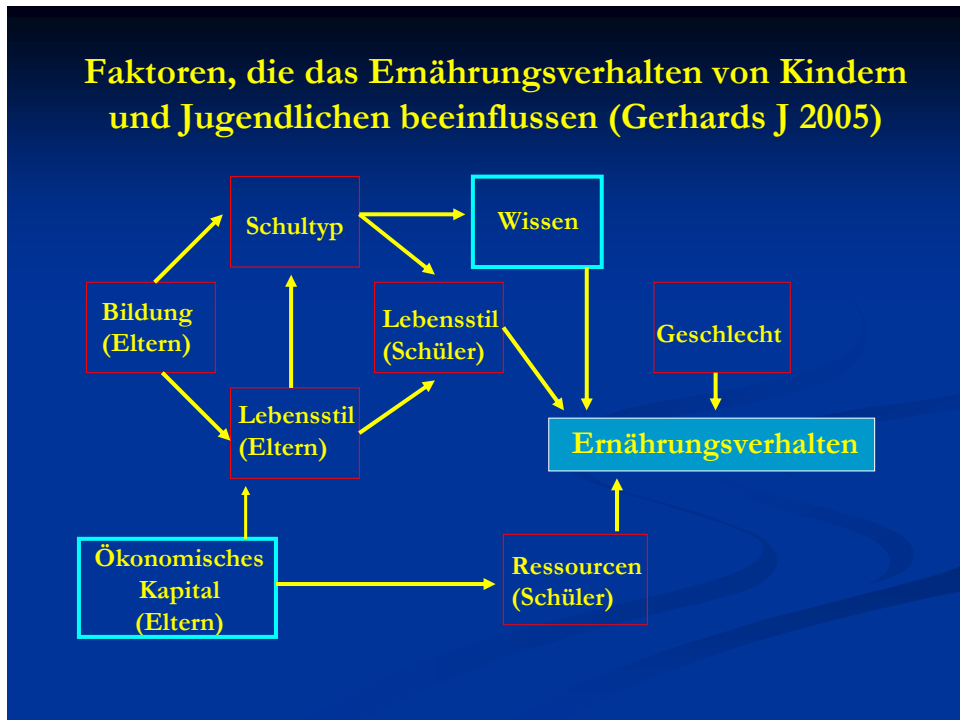 Faktoren, die das Ernährungsverhalten von Kindern
und Jugendlichen beeinflussen (Gerhards J 2005)
Schultyp
Wissen
Bildung
(Eltern)
Lebensstil
(Schüler)
Geschlecht
Lebensstil
(Eltern)
Ernährungsverhalten
Ökonomisches
Kapital
(Eltern)
Ressourcen
(Schüler)